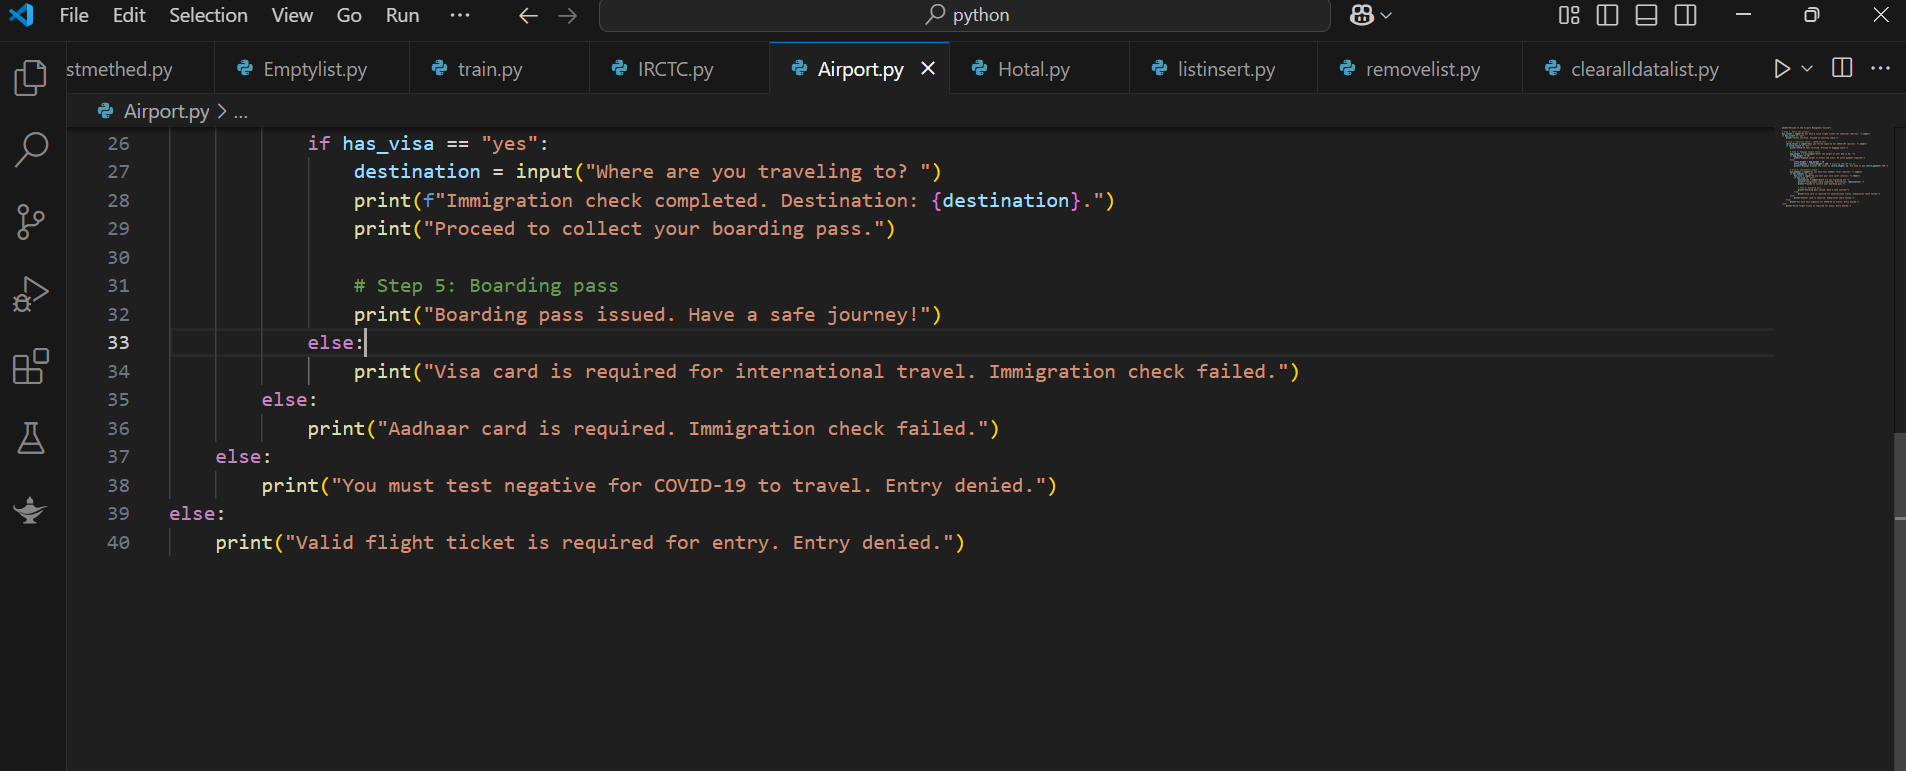 File Edit Selection View Go Run ... python
stmethed.py Emptylist.py train.py IRCTC.py Airport.py Hotal.py listinsert.py removelist.py clearalldatalist.py
Airport.py > ...
26 if has_visa == "yes":
27 destination = input("Where are you traveling to? ")
28 print(f"Immigration check completed. Destination: {destination}.")
29 print("Proceed to collect your boarding pass.")
30
31 # Step 5: Boarding pass
32 print("Boarding pass issued. Have a safe journey!")
33 else:
34 print("Visa card is required for international travel. Immigration check failed.")
35 else:
36 print("Aadhaar card is required. Immigration check failed.")
37 else:
38 print("You must test negative for COVID-19 to travel. Entry denied.")
39 else:
40 print("Valid flight ticket is required for entry. Entry denied.")